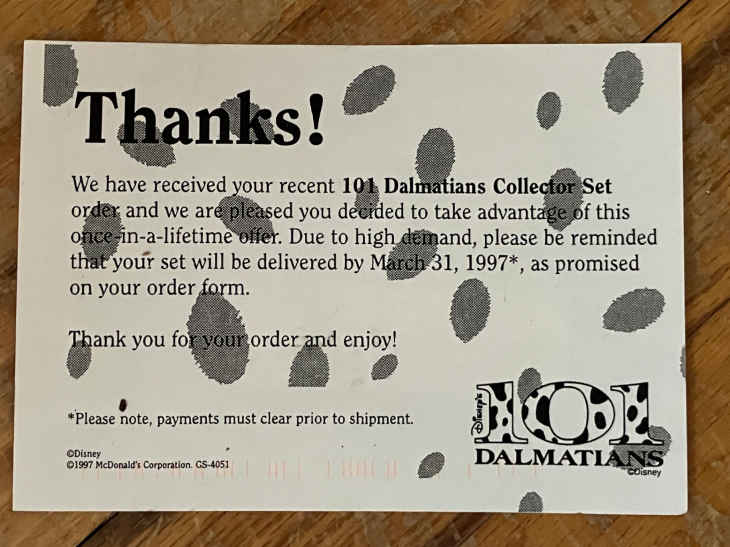 Thanks!
We have received your recent 101 Dalmatians Collector Set
order and we are pleased you decided to take advantage of this
once-in-a-lifetime offer. Due to high demand, please be reminded
that your set will be delivered by March 31, 1997*, as promised
on your order form.
Thank you for your order and enjoy!
*Please note, payments must clear prior to shipment.
©Disney
©1997 McDonald's Corporation. GS-4051
Disney's
101
DALMATIANS
©Disney